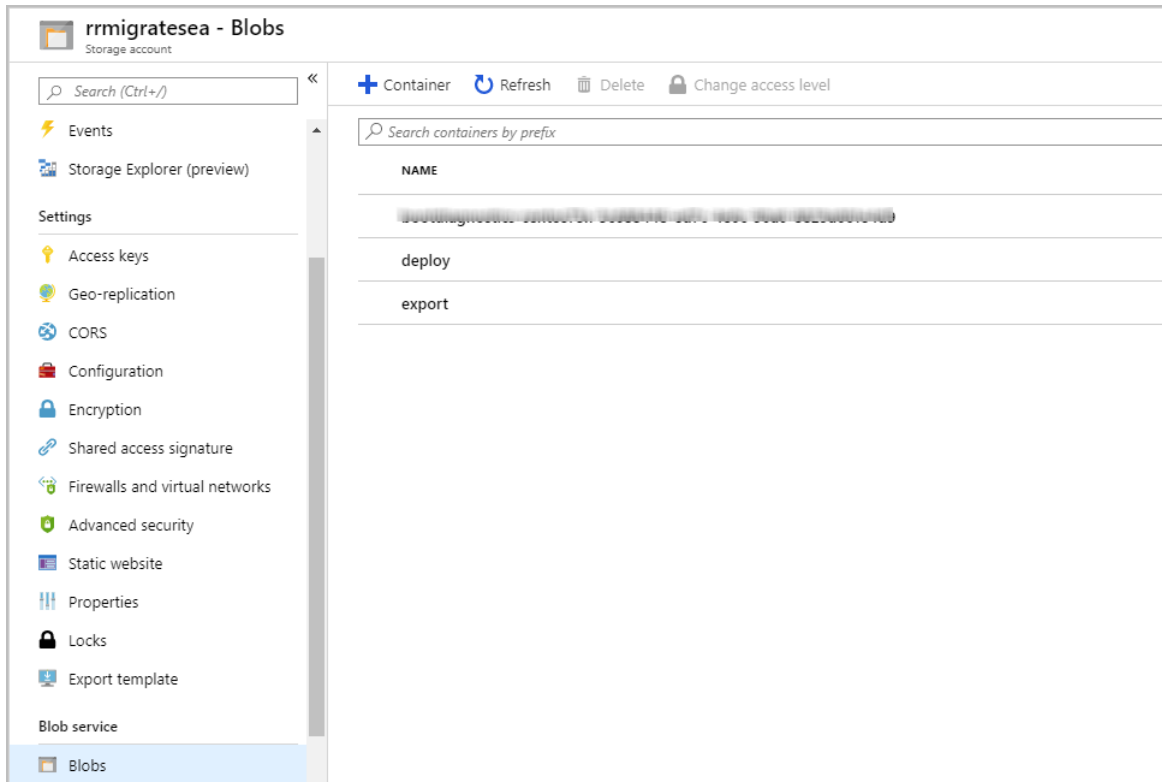 rrmigratesea - Blobs
Storage account
Search (Ctrl+/)
«
Events
Storage Explorer (preview)
Settings
Access keys
Geo-replication
CORS
Configuration
Encryption
Shared access signature
Firewalls and virtual networks
Advanced security
Static website
Properties
Locks
Export template
Blob service
Blobs
Container Refresh Delete Change access level
Search containers by prefix
NAME
deploy
export